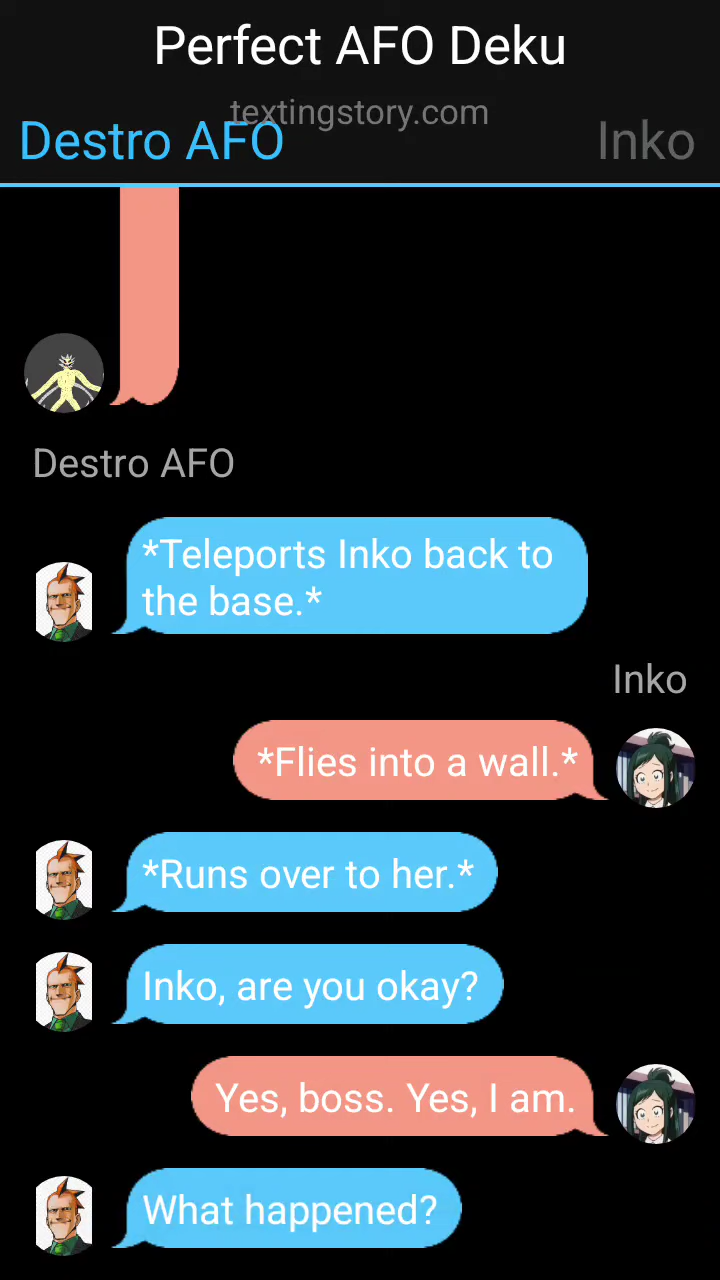 Perfect AFO Deku
textingstory.com
Destro AFO
Inko
Destro AFO
*Teleports Inko back to
the base.*
Inko
*Flies into a wall.*
*Runs over to her.*
Inko, are you okay?
Yes, boss. Yes, I am.
What happened?